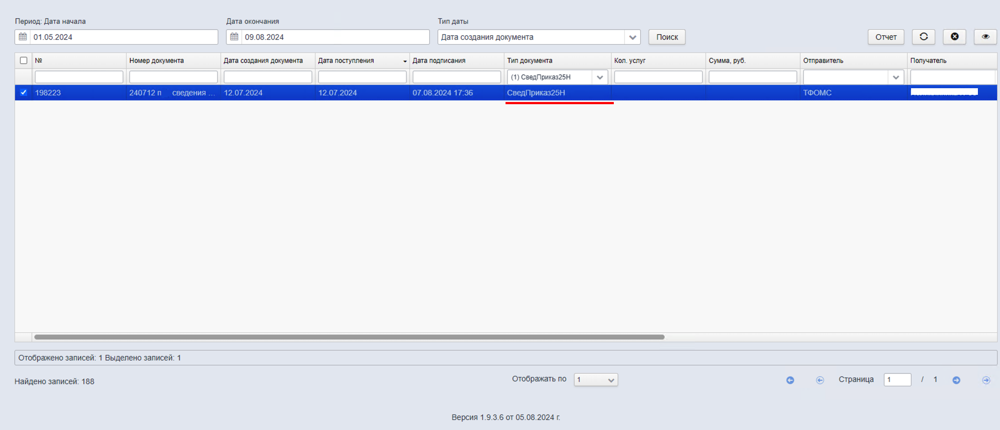 Период: Дата начала Дата окончания Тип даты
01.05.2024 09.08.2024 Дата создания документа Поиск Отчет
№ Номер документа Дата создания документа Дата поступления Дата подписания Тип документа Кол. услуг Сумма, руб. Отправитель Получатель
(1) СведПриказ25Н
198223 240712 п сведения ... 12.07.2024 12.07.2024 07.08.2024 17:36 СведПриказ25Н ТФОМС
Отображено записей: 1 Выделено записей: 1
Найдено записей: 188 Отображать по 1 Страница 1 / 1
Версия 1.9.3.6 от 05.08.2024 г.